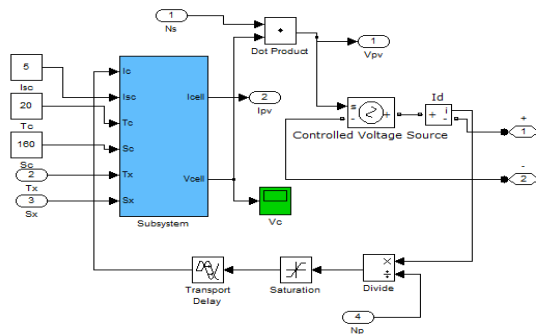 1
Ns
Dot Product
1
Vpv
5
Isc
20
Tc
160
Sc
2
Tx
3
Sx
Ic
Isc
Tc
Sc
Tx
Sx
Icell
Vcell
Subsystem
2
Ipv
Vc
s
-
+
Controlled Voltage Source
Id
+
i
-
+
1
-
2
Transport
Delay
Saturation
×
÷
Divide
4
Np